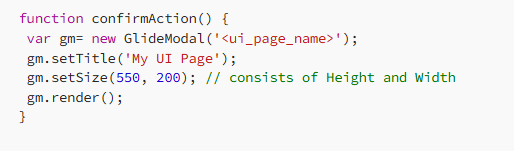 function confirmAction() {
var gm= new GlideModal('<ui_page_name>');
gm.setTitle('My UI Page');
gm.setSize(550, 200); // consists of Height and Width
gm.render();
}